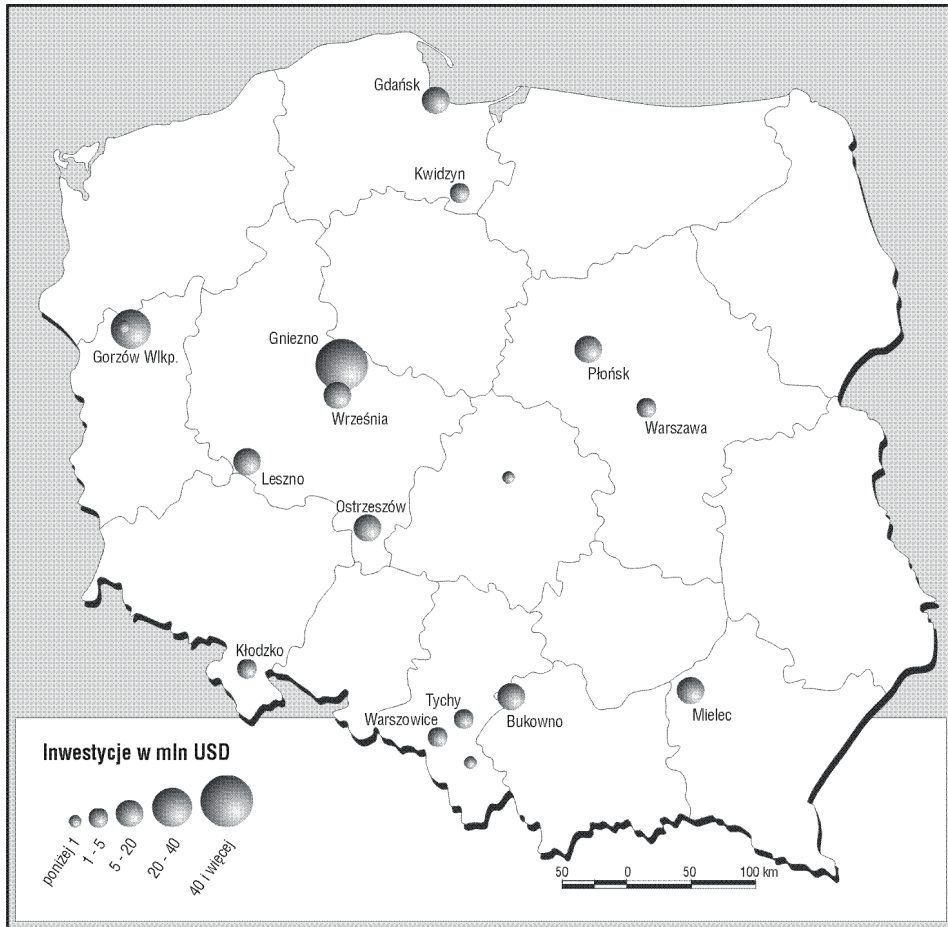 Gdańsk
Kwidzyn
Gorzów Wlkp.
Gniezno
Września
Płońsk
Warszawa
Leszno
Ostrzeszów
Kłodzko
Tychy
Warszowice
Bukowno
Mielec
Inwestycje w mln USD
poniżej 1
1 - 5
5 - 20
20 - 40
40 i więcej
50 0 50 100 km